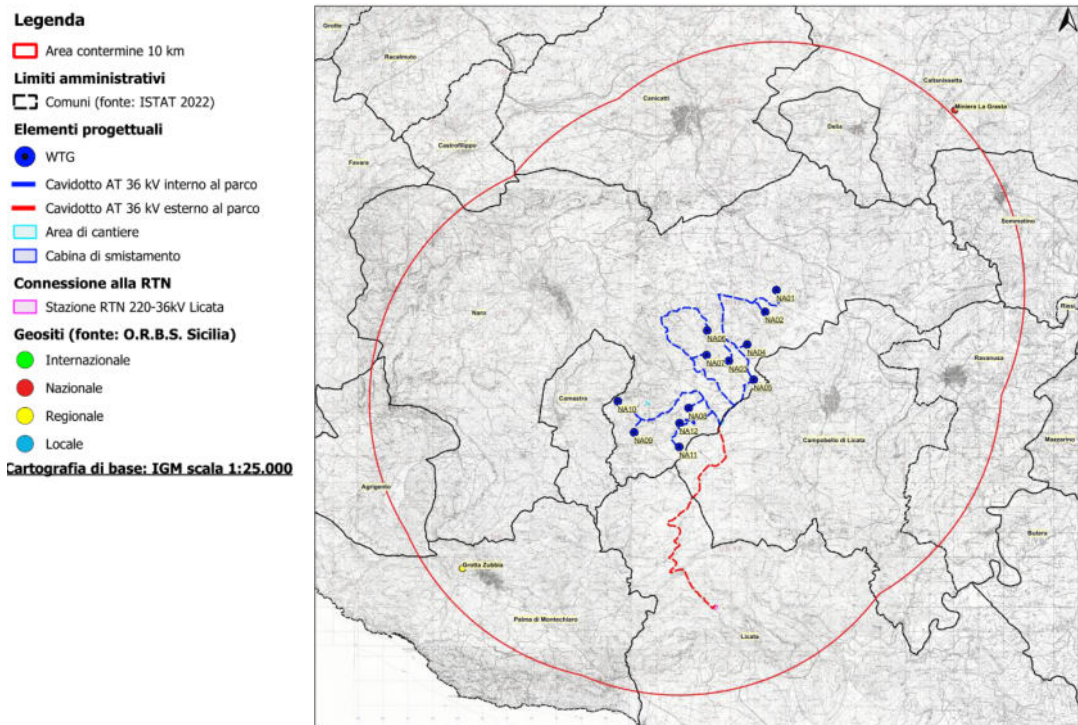 Legenda
Area contermine 10 km
Limiti amministrativi
Comuni (fonte: ISTAT 2022)
Elementi progettuali
WTG
Cavidotto AT 36 kV interno al parco
Cavidotto AT 36 kV esterno al parco
Area di cantiere
Cabina di smistamento
Connessione alla RTN
Stazione RTN 220-36kV Licata
Geositi (fonte: O.R.B.S. Sicilia)
Internazionale
Nazionale
Regionale
Locale
Cartografia di base: IGM scala 1:25.000
Grotte
Racalmuto
Caltanissetta
Canicatti
Miniera La Grasta
Delia
Castrofilippo
Favara
Sommatino
NA01
Riesi
Naro
NA02
NA06
NA04
NA07
NA03
Ravanusa
NA05
Camastra
NA10
NA08
NA12
NA09
Campobello di Licata
Mazzarino
NA11
Agrigento
Butera
Grotta Zubbia
Palma di Montechiaro
Licata